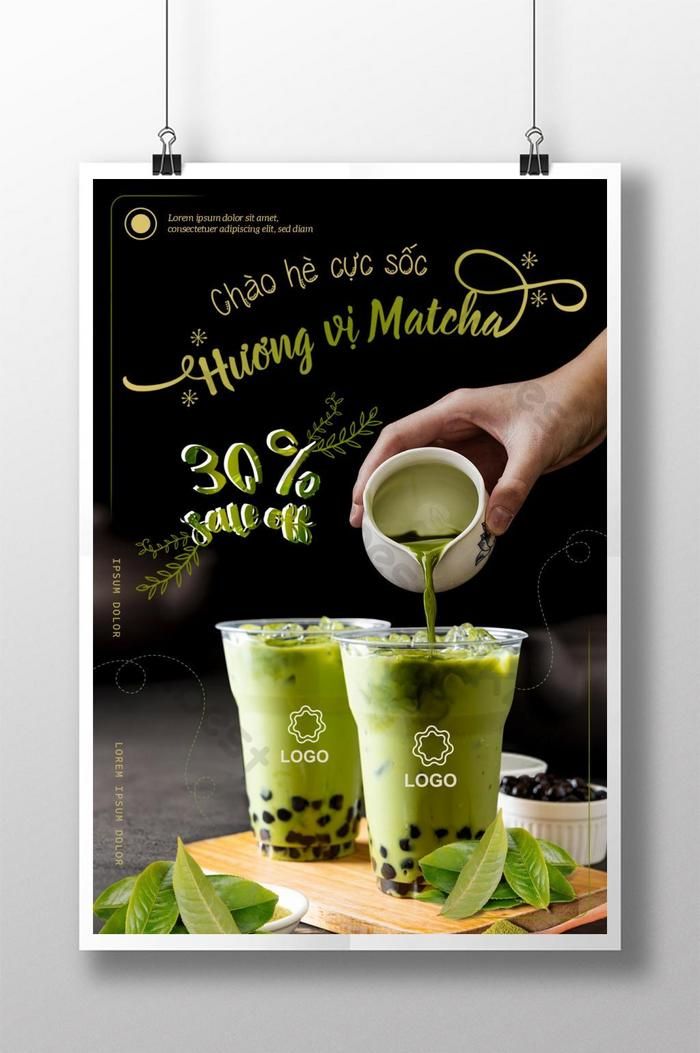 Lorem ipsum dolor sit amet,
consectetuer adipiscing elit, sed diam
Chào hè cực sốc
Hương vị Matcha
30%
sale off
IPSUM DOLOR
LOREM IPSUM DOLOR
LOGO
LOGO